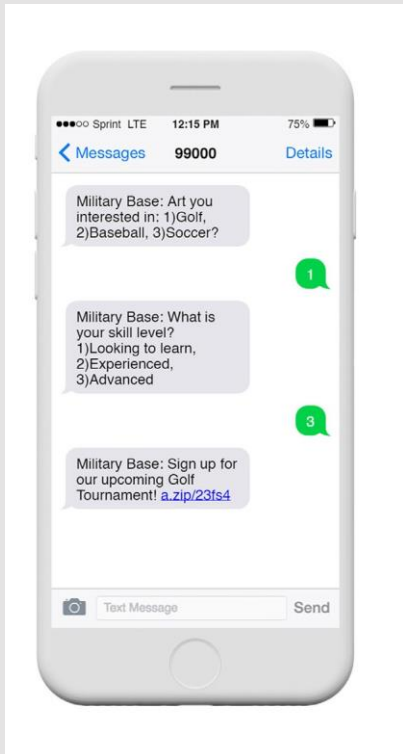 Sprint LTE 12:15 PM 75%
Messages 99000 Details
Military Base: Art you
interested in: 1)Golf,
2)Baseball, 3)Soccer?
1
Military Base: What is
your skill level?
1)Looking to learn,
2)Experienced,
3)Advanced
3
Military Base: Sign up for
our upcoming Golf
Tournament! a.zip/23fs4
Text Message Send